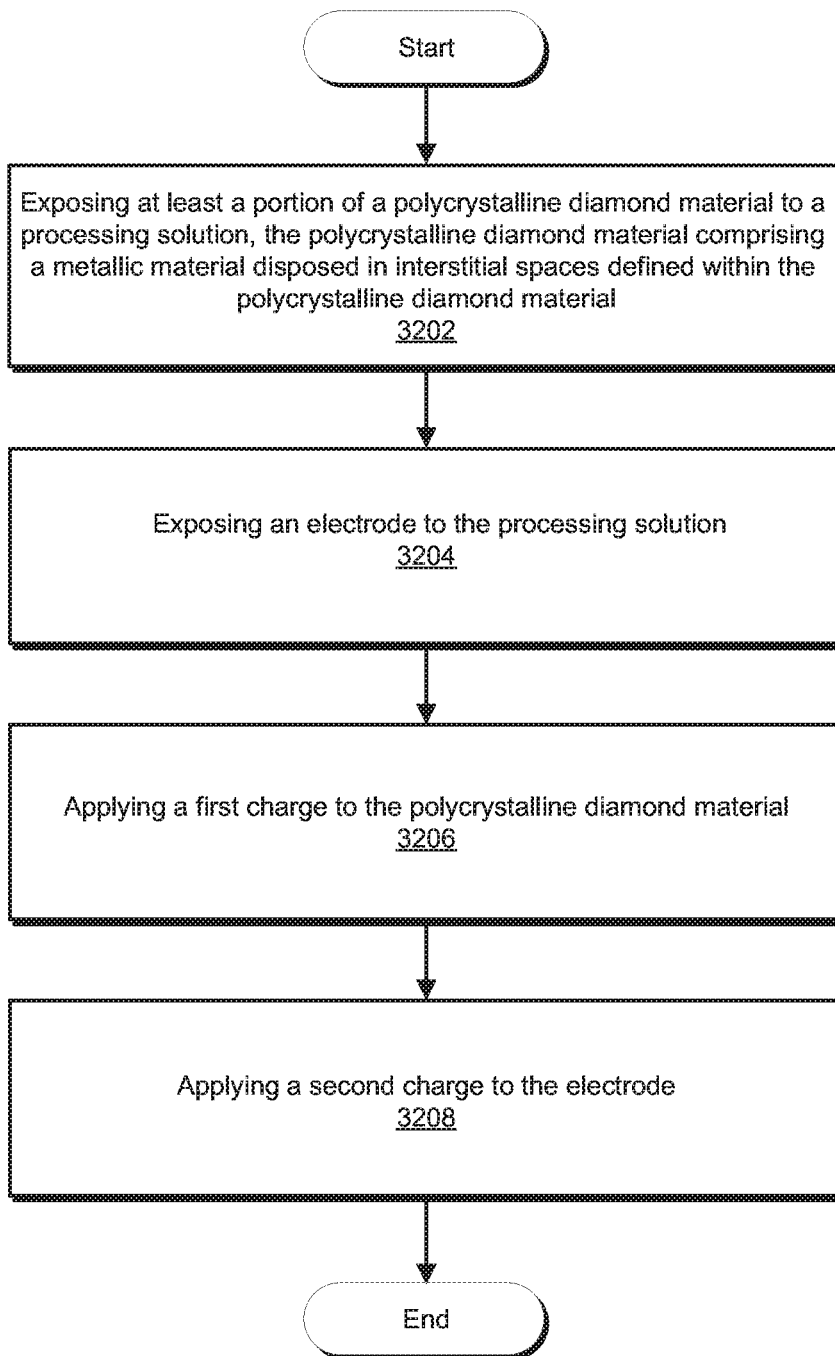 Start
Exposing at least a portion of a polycrystalline diamond material to a
processing solution, the polycrystalline diamond material comprising
a metallic material disposed in interstitial spaces defined within the
polycrystalline diamond material
3202
Exposing an electrode to the processing solution
3204
Applying a first charge to the polycrystalline diamond material
3206
Applying a second charge to the electrode
3208
End